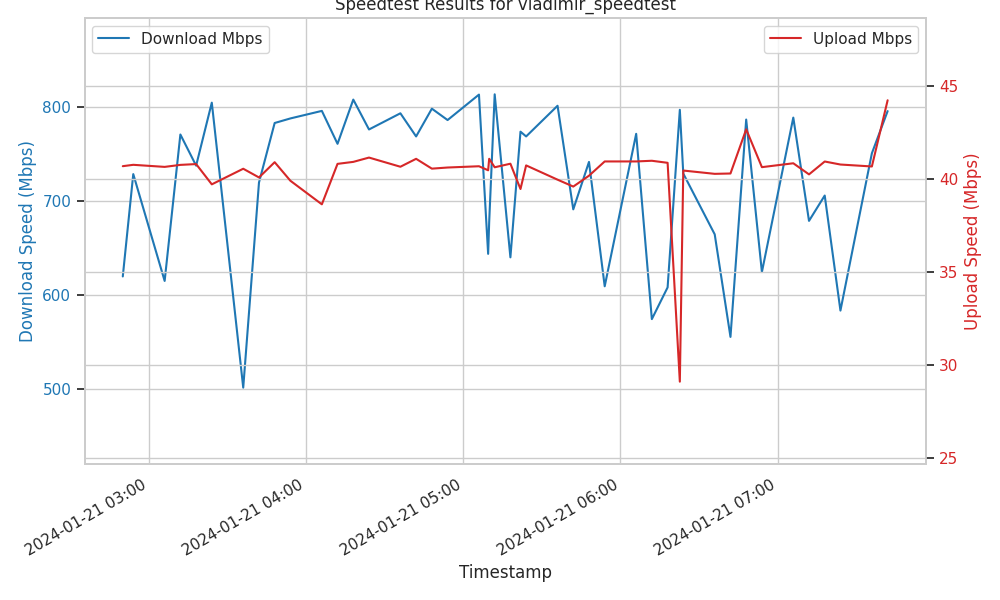 Speedtest Results for vladimir_speedtest
Download Mbps
Upload Mbps
Download Speed (Mbps)
800
700
600
500
45
40
35
30
25
Upload Speed (Mbps)
2024-01-21 03:00
2024-01-21 04:00
2024-01-21 05:00
2024-01-21 06:00
2024-01-21 07:00
Timestamp